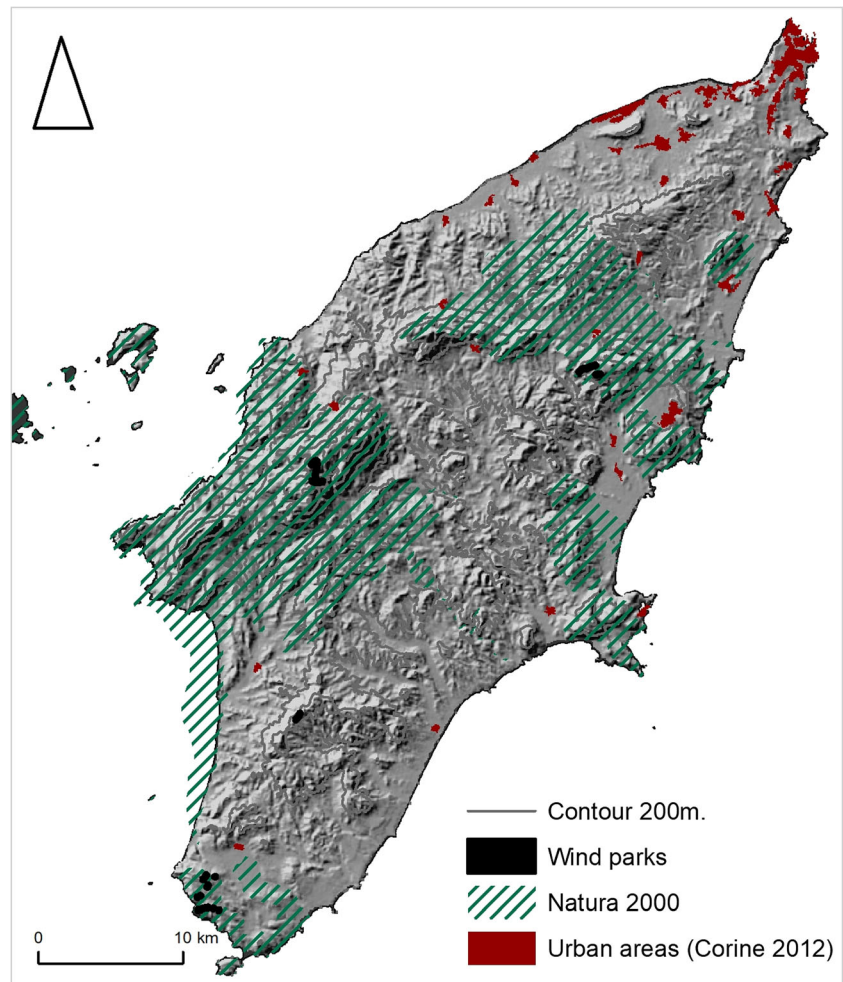 Contour 200m.
Wind parks
Natura 2000
Urban areas (Corine 2012)
0 10 km